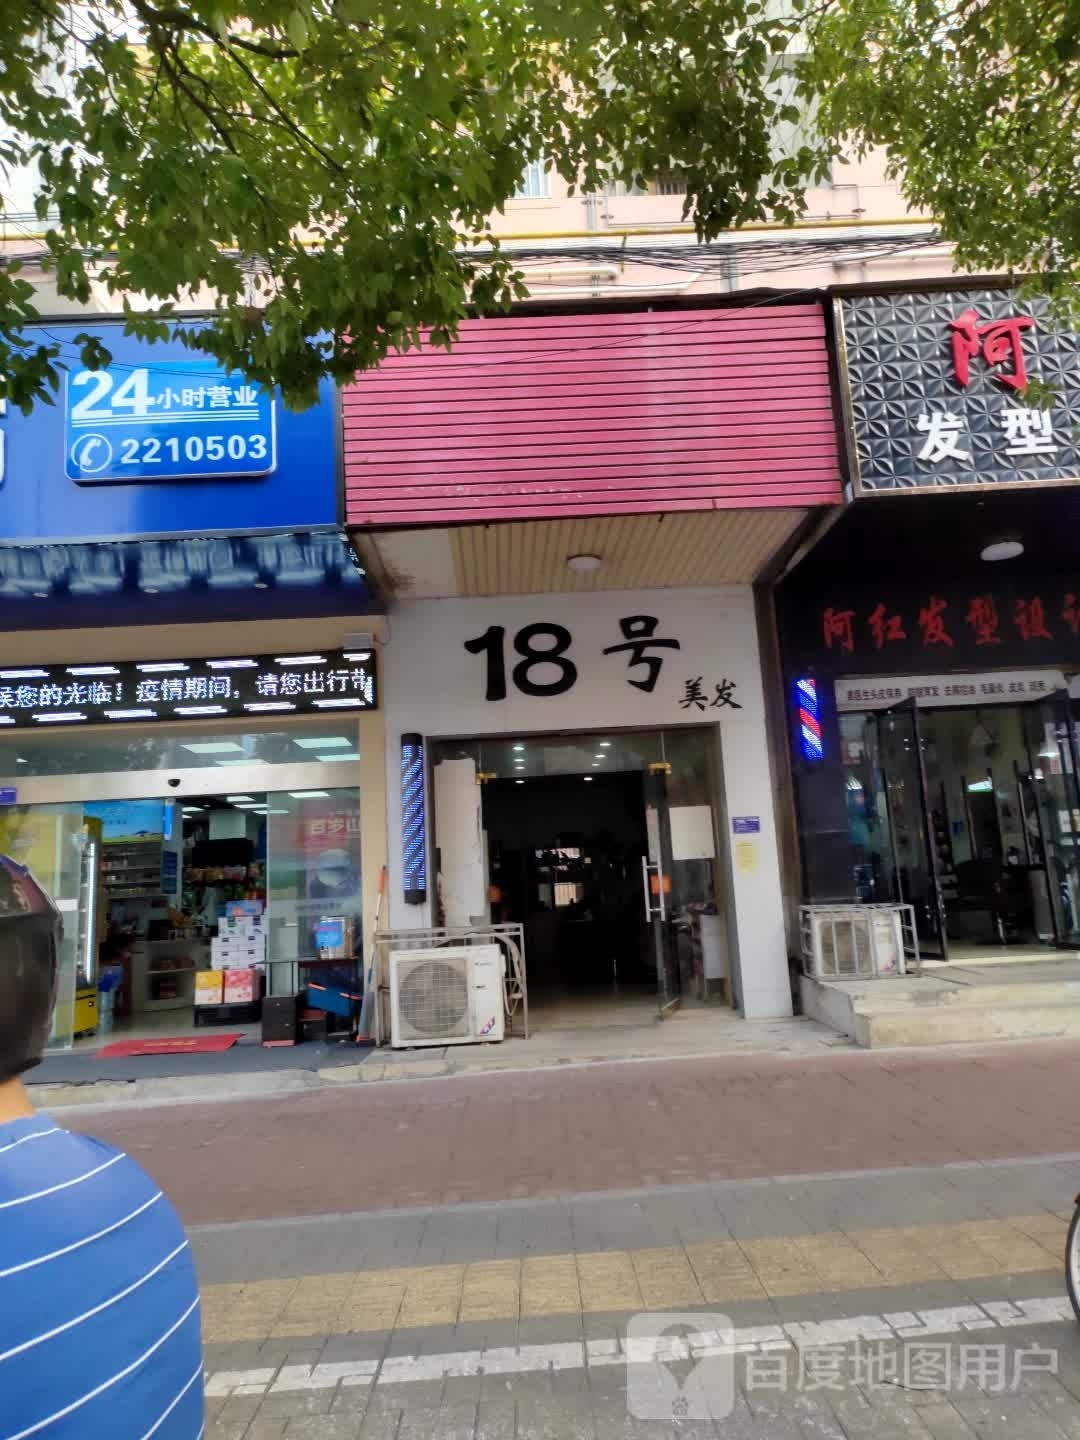 24小时营业
2210503
阿
发型
18号
美发
阿红发型设
候您的光临！疫情期间，请您出行带
百岁山
百度地图用户